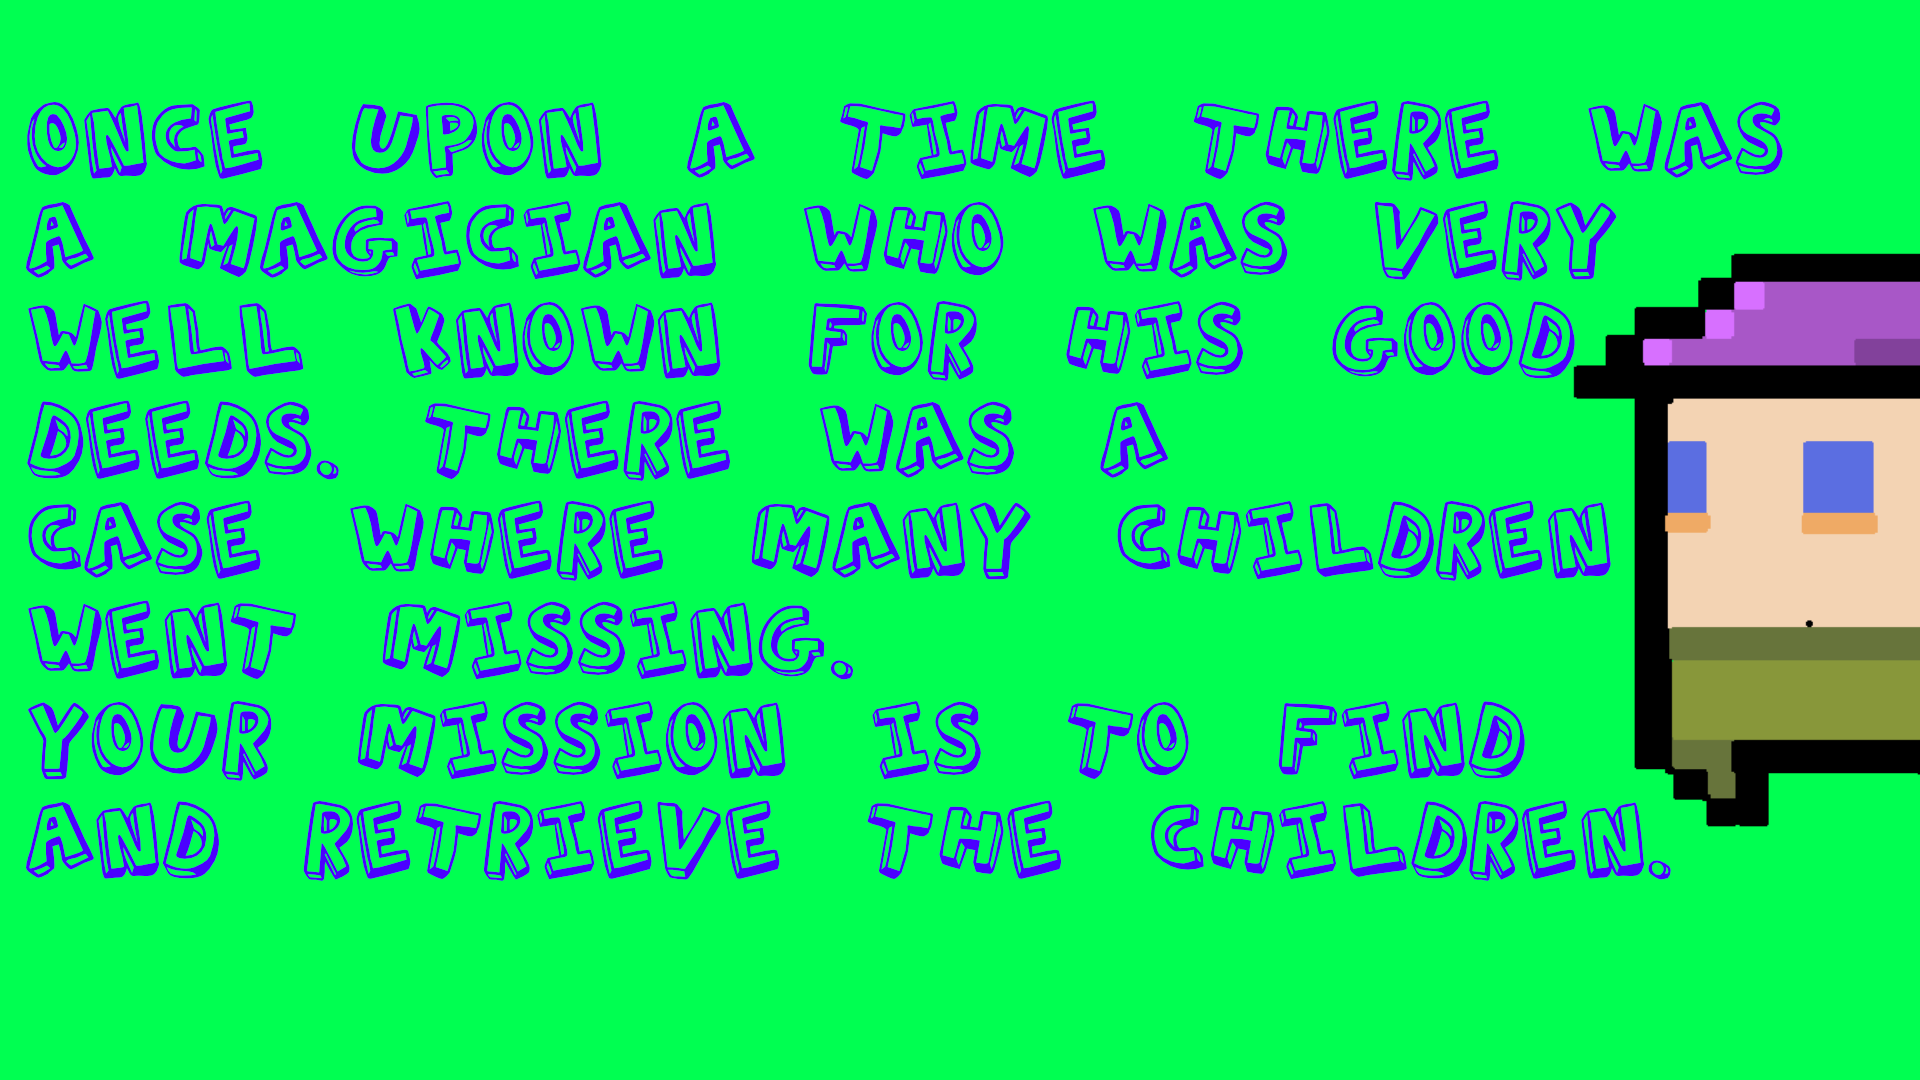 ONCE UPON A TIME THERE WAS
A MAGICIAN WHO WAS VERY
WELL KNOWN FOR HIS GOOD
DEEDS. THERE WAS A
CASE WHERE MANY CHILDREN
WENT MISSING.
YOUR MISSION IS TO FIND
AND RETRIEVE THE CHILDREN.